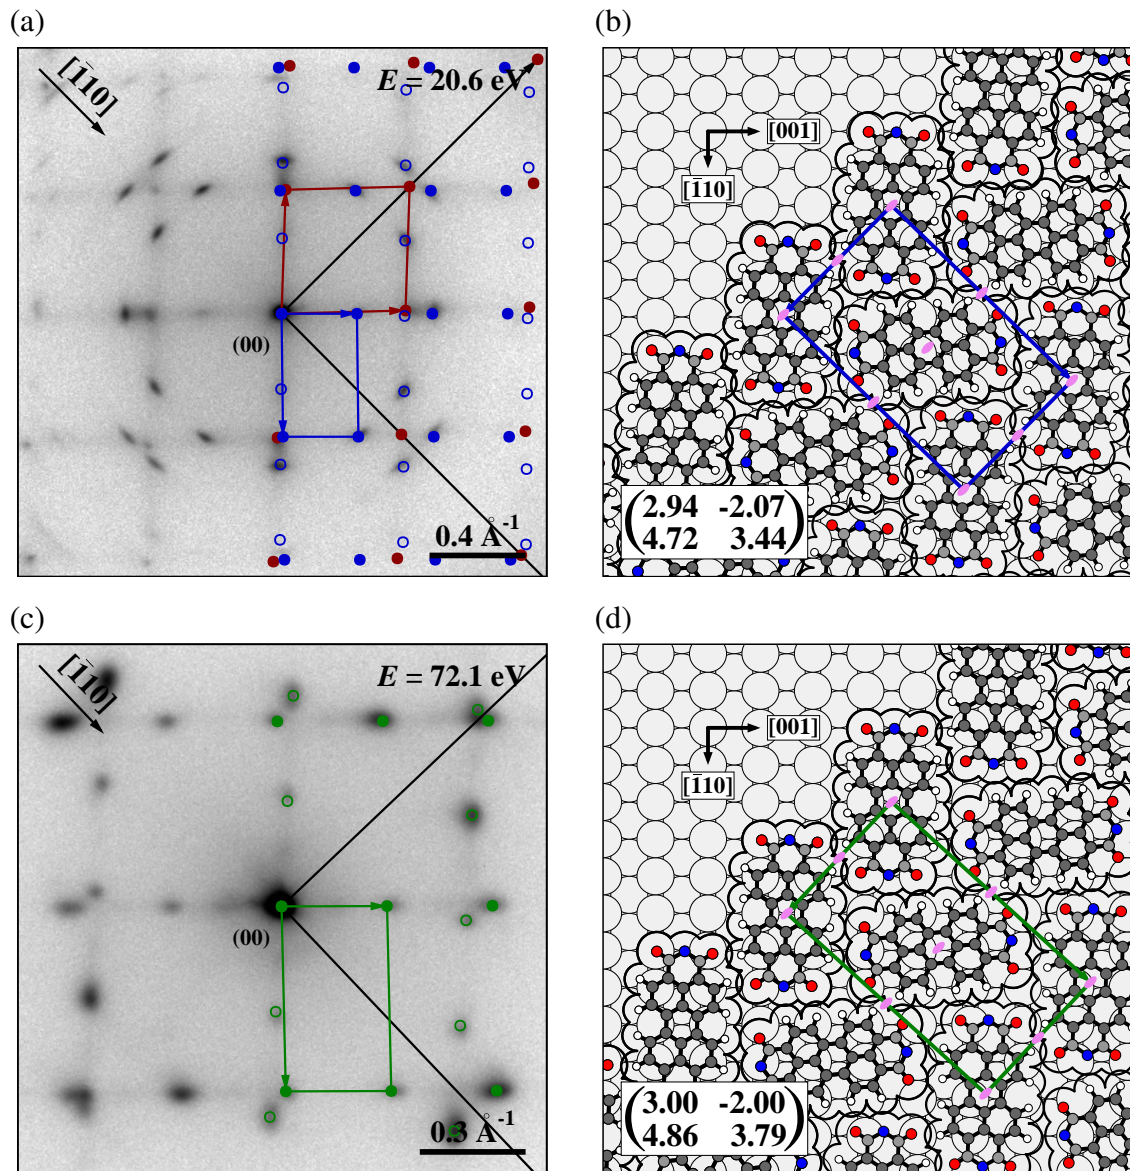 (a)
[1̄10]
E = 20.6 eV
(00)
0.4 Å⁻¹
(b)
[001]
[1̄10]
2.94 -2.07
4.72 3.44
(c)
[1̄10]
E = 72.1 eV
(00)
0.3 Å⁻¹
(d)
[001]
[1̄10]
3.00 -2.00
4.86 3.79